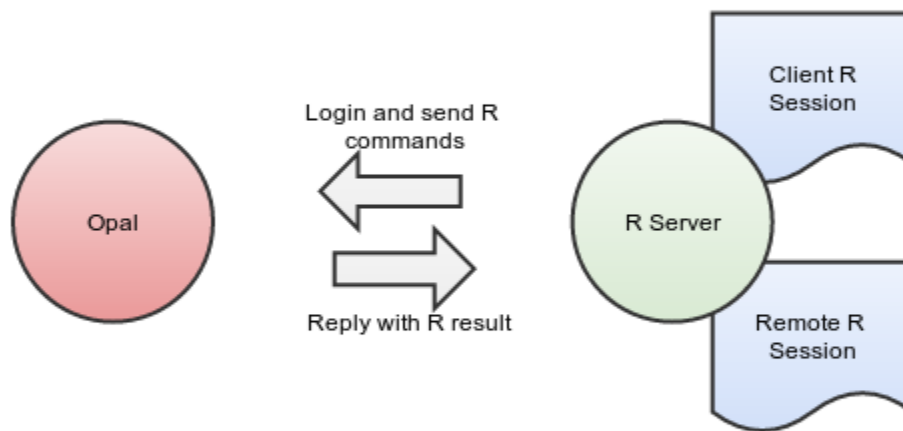 Client R
Session
Login and send R
commands
Opal
R Server
Reply with R result
Remote R
Session